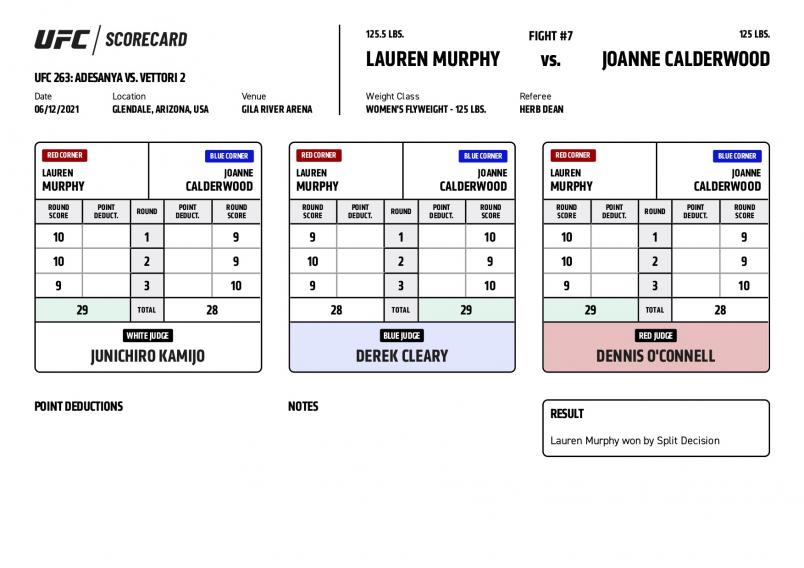 UFC / SCORECARD
UFC 263: ADESANYA VS. VETTORI 2
Date Location Venue
06/12/2021 GLENDALE, ARIZONA, USA GILA RIVER ARENA
125.5 LBS. FIGHT #7 125 LBS.
LAUREN MURPHY VS. JOANNE CALDERWOOD
Weight Class Referee
WOMEN'S FLYWEIGHT - 125 LBS. HERB DEAN
RED CORNER BLUE CORNER
LAUREN JOANNE
MURPHY CALDERWOOD
ROUND SCORE POINT DEDUCT. ROUND POINT DEDUCT. ROUND SCORE
10 1 9
10 2 9
9 3 10
29 TOTAL 28
WHITE JUDGE
JUNICHIRO KAMIJO
RED CORNER BLUE CORNER
LAUREN JOANNE
MURPHY CALDERWOOD
ROUND SCORE POINT DEDUCT. ROUND POINT DEDUCT. ROUND SCORE
9 1 10
10 2 9
9 3 10
28 TOTAL 29
BLUE JUDGE
DEREK CLEARY
RED CORNER BLUE CORNER
LAUREN JOANNE
MURPHY CALDERWOOD
ROUND SCORE POINT DEDUCT. ROUND POINT DEDUCT. ROUND SCORE
10 1 9
10 2 9
9 3 10
29 TOTAL 28
RED JUDGE
DENNIS O'CONNELL
POINT DEDUCTIONS
NOTES
RESULT
Lauren Murphy won by Split Decision